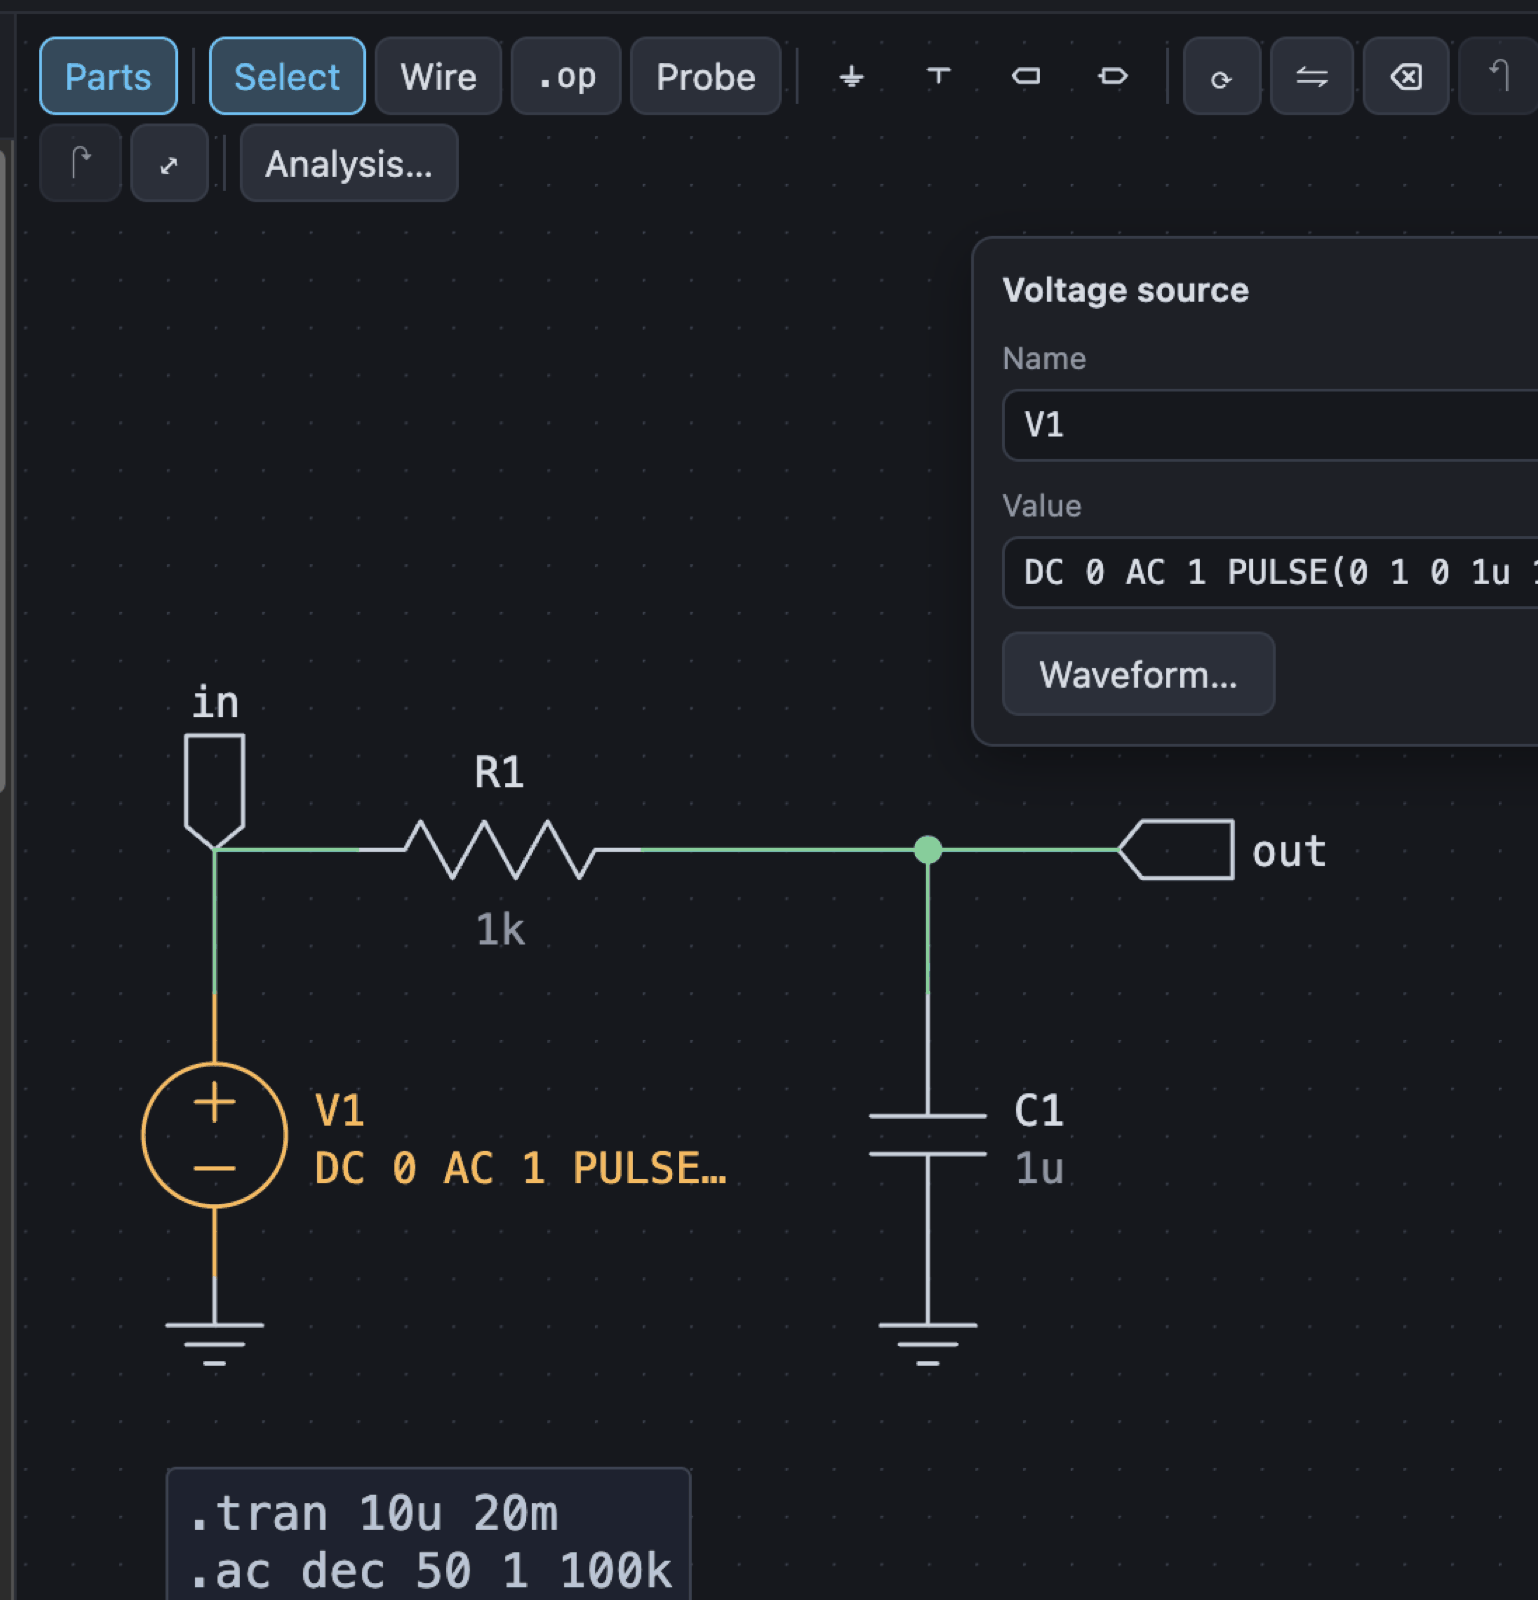 Parts Select Wire .op Probe
Analysis...
Voltage source
Name
V1
Value
DC 0 AC 1 PULSE(0 1 0 1u
Waveform...
in
R1
1k
out
V1
DC 0 AC 1 PULSE…
C1
1u
.tran 10u 20m
.ac dec 50 1 100k